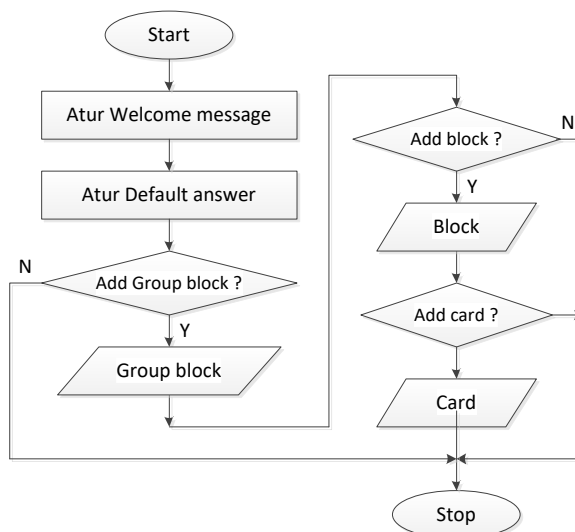 Start
Atur Welcome message
Atur Default answer
N
Add Group block ?
Y
Group block
Add block ?
N
Y
Block
Add card ?
Card
Stop